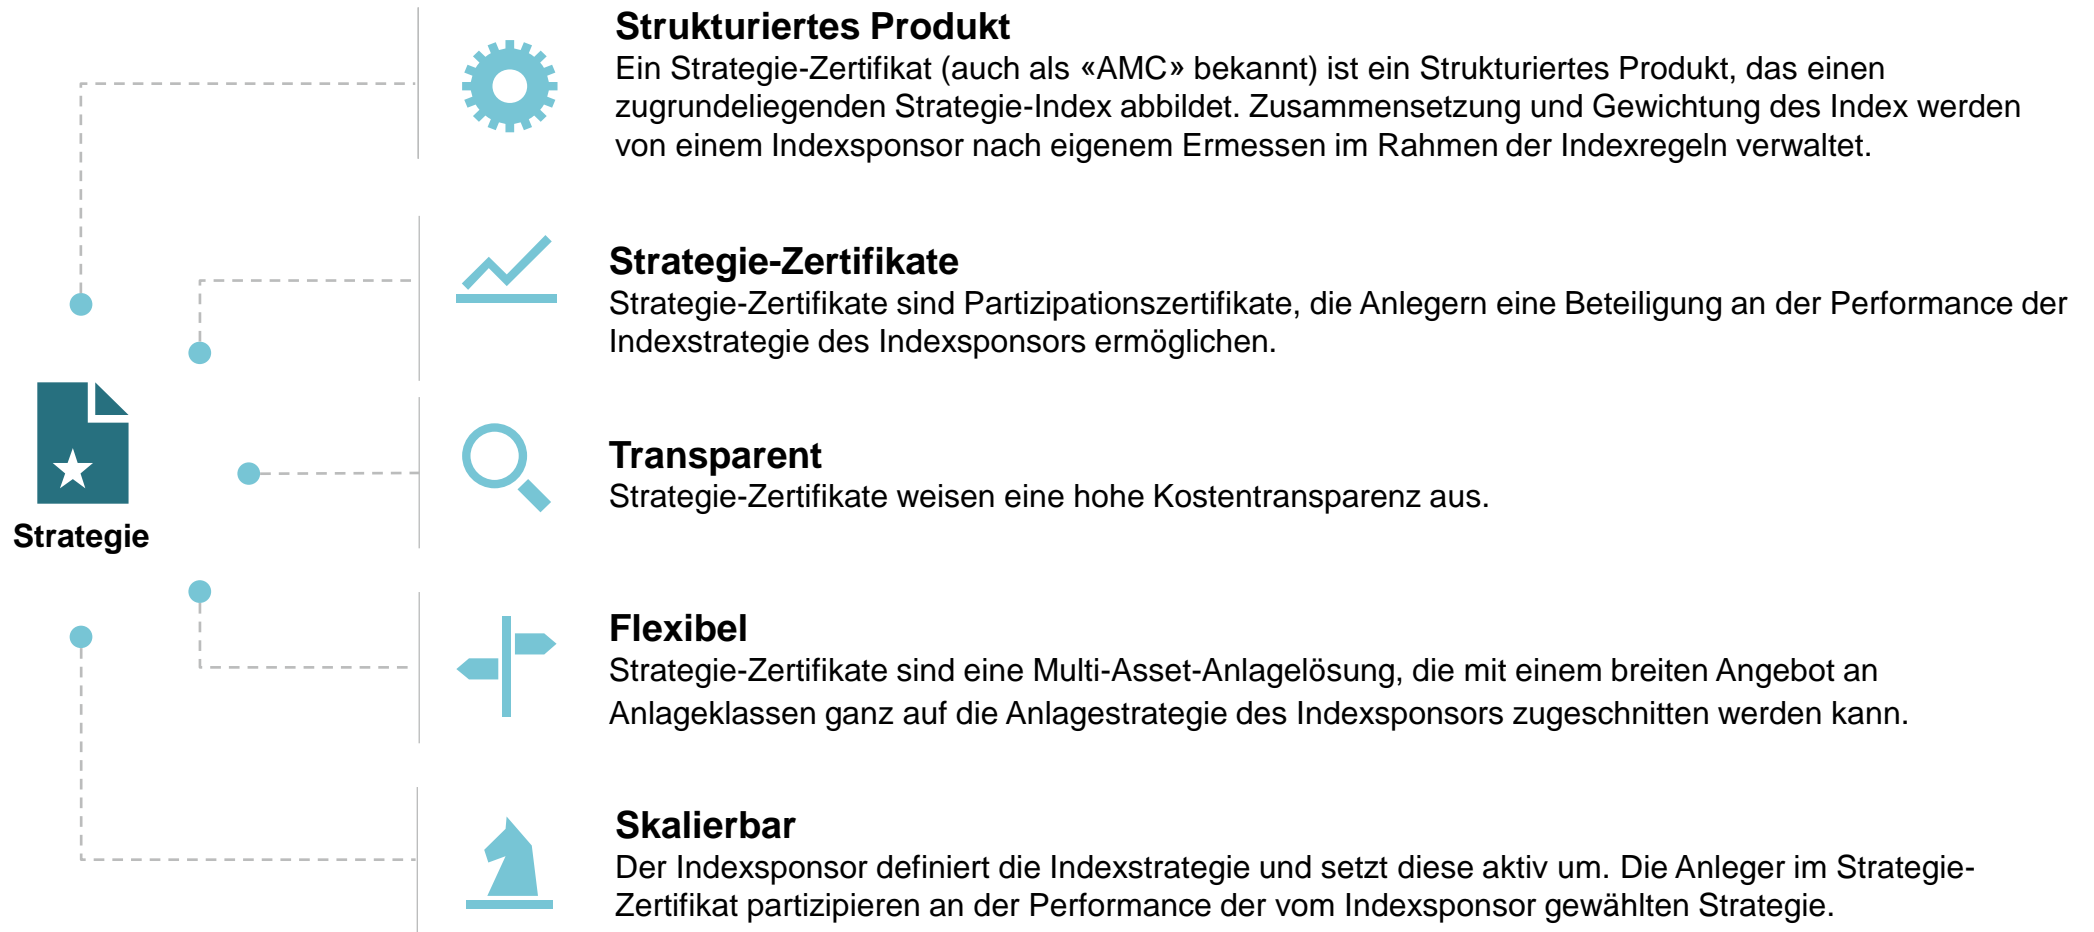 Strukturiertes Produkt
Ein Strategie-Zertifikat (auch als «AMC» bekannt) ist ein Strukturiertes Produkt, das einen
zugrundeliegenden Strategie-Index abbildet. Zusammensetzung und Gewichtung des Index werden
von einem Indexsponsor nach eigenem Ermessen im Rahmen der Indexregeln verwaltet.
Strategie-Zertifikate
Strategie-Zertifikate sind Partizipationszertifikate, die Anlegern eine Beteiligung an der Performance der
Indexstrategie des Indexsponsors ermöglichen.
Transparent
Strategie-Zertifikate weisen eine hohe Kostentransparenz aus.
Strategie
Flexibel
Strategie-Zertifikate sind eine Multi-Asset-Anlagelösung, die mit einem breiten Angebot an
Anlageklassen ganz auf die Anlagestrategie des Indexsponsors zugeschnitten werden kann.
Skalierbar
Der Indexsponsor definiert die Indexstrategie und setzt diese aktiv um. Die Anleger im Strategie-
Zertifikat partizipieren an der Performance der vom Indexsponsor gewählten Strategie.